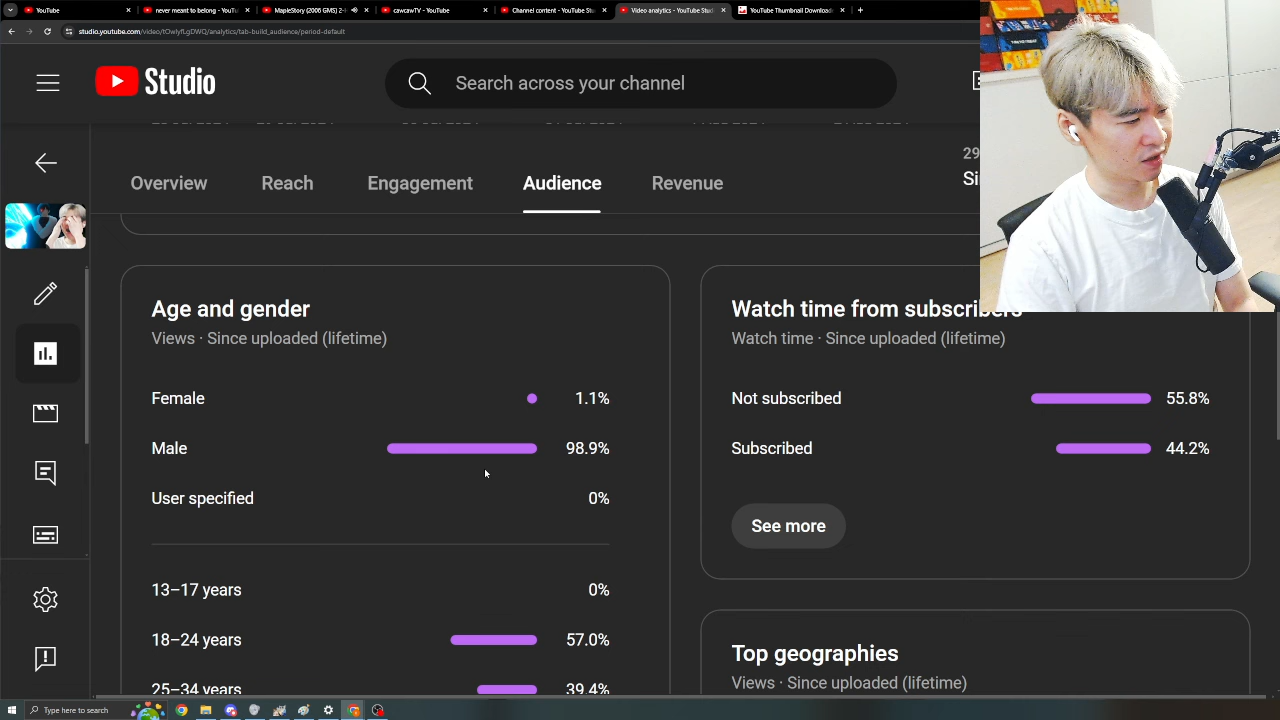 YouTube
never meant to belong - YouTu
MapleStory (2006 GMS) 2-
cawcawTV - YouTube
Channel content - YouTube Stu
Video analytics - YouTube Stud
YouTube Thumbnail Download
studio.youtube.com/video/tOwlyfLgDWQ/analytics/tab-build_audience/period-default
Studio
Search across your channel
Overview
Reach
Engagement
Audience
Revenue
29
Si
Age and gender
Views · Since uploaded (lifetime)
Female 1.1%
Male 98.9%
User specified 0%
13–17 years 0%
18–24 years 57.0%
25–34 years 39.4%
Watch time from subscribers
Watch time · Since uploaded (lifetime)
Not subscribed 55.8%
Subscribed 44.2%
See more
Top geographies
Views · Since uploaded (lifetime)
Type here to search